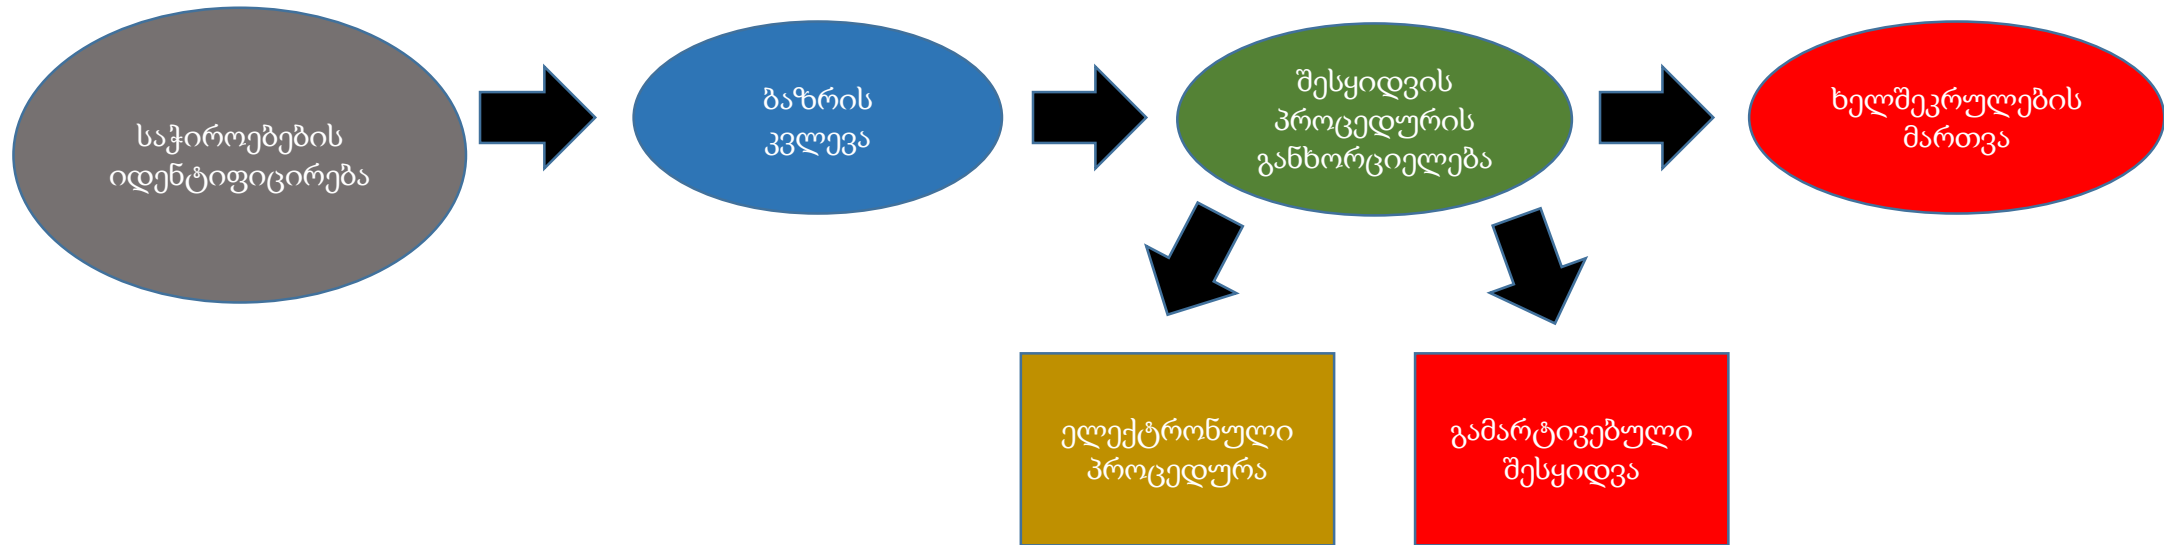 საჭიროებების
იდენტიფიცირება
ბაზრის
კვლევა
შესყიდვის
პროცედურის
განხორციელება
ხელშეკრულების
მართვა
ელექტრონული
პროცედურა
გამარტივებული
შესყიდვა